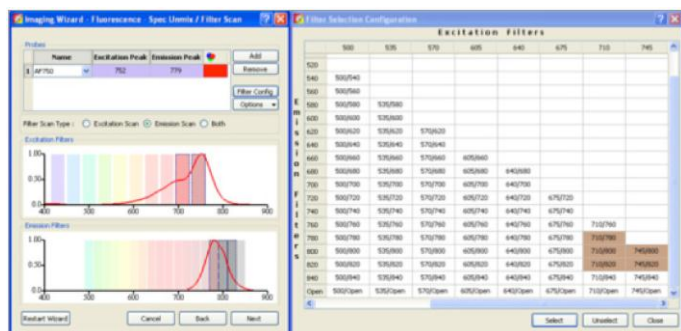 Imaging Wizard - Fluorescence - Spec Unmix / Filter Scan
Probes
Name Excitation Peak Emission Peak
1 AF750 752 779
Add
Remove
Filter Config
Options
Filter Scan Type : Excitation Scan Emission Scan Both
Excitation Filters
1.00
0.50
0.00
400 500 600 700 800 900
Emission Filters
1.00
0.50
0.00
400 500 600 700 800 900
Restart Wizard Cancel Back Next
Filter Selection Configuration
Excitation Filters
Emission Filters
500 535 570 605 640 675 710 745
520
540 500/540
560 500/560
580 500/580 535/580
600 500/600 535/600
620 500/620 535/620 570/620
640 500/640 535/640 570/640
660 500/660 535/660 570/660 605/660
680 500/680 535/680 570/680 605/680 640/680
700 500/700 535/700 570/700 605/700 640/700
720 500/720 535/720 570/720 605/720 640/720 675/720
740 500/740 535/740 570/740 605/740 640/740 675/740
760 500/760 535/760 570/760 605/760 640/760 675/760 710/760
780 500/780 535/780 570/780 605/780 640/780 675/780 710/780
800 500/800 535/800 570/800 605/800 640/800 675/800 710/800 745/800
820 500/820 535/820 570/820 605/820 640/820 675/820 710/820 745/820
840 500/840 535/840 570/840 605/840 640/840 675/840 710/840 745/840
Open 500/Open 535/Open 570/Open 605/Open 640/Open 675/Open 710/Open 745/Open
Select Unselect Close